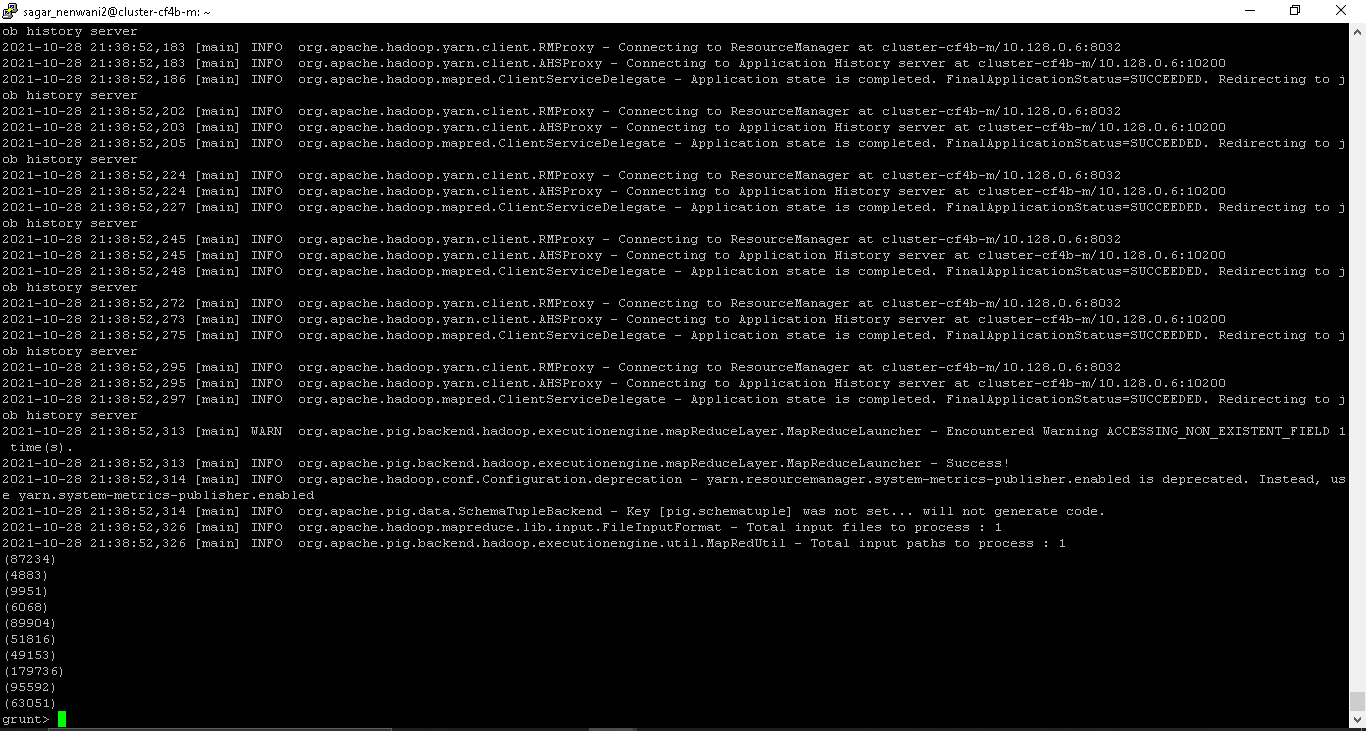 sagar_nenwani2@cluster-cf4b-m: ~
ob history server
2021-10-28 21:38:52,183 [main] INFO  org.apache.hadoop.yarn.client.RMProxy - Connecting to ResourceManager at cluster-cf4b-m/10.128.0.6:8032
2021-10-28 21:38:52,183 [main] INFO  org.apache.hadoop.yarn.client.AHSProxy - Connecting to Application History server at cluster-cf4b-m/10.128.0.6:10200
2021-10-28 21:38:52,186 [main] INFO  org.apache.hadoop.mapred.ClientServiceDelegate - Application state is completed. FinalApplicationStatus=SUCCEEDED. Redirecting to j
ob history server
2021-10-28 21:38:52,202 [main] INFO  org.apache.hadoop.yarn.client.RMProxy - Connecting to ResourceManager at cluster-cf4b-m/10.128.0.6:8032
2021-10-28 21:38:52,203 [main] INFO  org.apache.hadoop.yarn.client.AHSProxy - Connecting to Application History server at cluster-cf4b-m/10.128.0.6:10200
2021-10-28 21:38:52,205 [main] INFO  org.apache.hadoop.mapred.ClientServiceDelegate - Application state is completed. FinalApplicationStatus=SUCCEEDED. Redirecting to j
ob history server
2021-10-28 21:38:52,224 [main] INFO  org.apache.hadoop.yarn.client.RMProxy - Connecting to ResourceManager at cluster-cf4b-m/10.128.0.6:8032
2021-10-28 21:38:52,224 [main] INFO  org.apache.hadoop.yarn.client.AHSProxy - Connecting to Application History server at cluster-cf4b-m/10.128.0.6:10200
2021-10-28 21:38:52,227 [main] INFO  org.apache.hadoop.mapred.ClientServiceDelegate - Application state is completed. FinalApplicationStatus=SUCCEEDED. Redirecting to j
ob history server
2021-10-28 21:38:52,245 [main] INFO  org.apache.hadoop.yarn.client.RMProxy - Connecting to ResourceManager at cluster-cf4b-m/10.128.0.6:8032
2021-10-28 21:38:52,245 [main] INFO  org.apache.hadoop.yarn.client.AHSProxy - Connecting to Application History server at cluster-cf4b-m/10.128.0.6:10200
2021-10-28 21:38:52,248 [main] INFO  org.apache.hadoop.mapred.ClientServiceDelegate - Application state is completed. FinalApplicationStatus=SUCCEEDED. Redirecting to j
ob history server
2021-10-28 21:38:52,272 [main] INFO  org.apache.hadoop.yarn.client.RMProxy - Connecting to ResourceManager at cluster-cf4b-m/10.128.0.6:8032
2021-10-28 21:38:52,273 [main] INFO  org.apache.hadoop.yarn.client.AHSProxy - Connecting to Application History server at cluster-cf4b-m/10.128.0.6:10200
2021-10-28 21:38:52,275 [main] INFO  org.apache.hadoop.mapred.ClientServiceDelegate - Application state is completed. FinalApplicationStatus=SUCCEEDED. Redirecting to j
ob history server
2021-10-28 21:38:52,295 [main] INFO  org.apache.hadoop.yarn.client.RMProxy - Connecting to ResourceManager at cluster-cf4b-m/10.128.0.6:8032
2021-10-28 21:38:52,295 [main] INFO  org.apache.hadoop.yarn.client.AHSProxy - Connecting to Application History server at cluster-cf4b-m/10.128.0.6:10200
2021-10-28 21:38:52,297 [main] INFO  org.apache.hadoop.mapred.ClientServiceDelegate - Application state is completed. FinalApplicationStatus=SUCCEEDED. Redirecting to j
ob history server
2021-10-28 21:38:52,313 [main] WARN  org.apache.pig.backend.hadoop.executionengine.mapReduceLayer.MapReduceLauncher - Encountered Warning ACCESSING_NON_EXISTENT_FIELD 1
 time(s).
2021-10-28 21:38:52,313 [main] INFO  org.apache.pig.backend.hadoop.executionengine.mapReduceLayer.MapReduceLauncher - Success!
2021-10-28 21:38:52,314 [main] INFO  org.apache.hadoop.conf.Configuration.deprecation - yarn.resourcemanager.system-metrics-publisher.enabled is deprecated. Instead, us
e yarn.system-metrics-publisher.enabled
2021-10-28 21:38:52,314 [main] INFO  org.apache.pig.data.SchemaTupleBackend - Key [pig.schematuple] was not set... will not generate code.
2021-10-28 21:38:52,326 [main] INFO  org.apache.hadoop.mapreduce.lib.input.FileInputFormat - Total input files to process : 1
2021-10-28 21:38:52,326 [main] INFO  org.apache.pig.backend.hadoop.executionengine.util.MapRedUtil - Total input paths to process : 1
(87234)
(4883)
(9951)
(6068)
(89904)
(51816)
(49153)
(179736)
(95592)
(63051)
grunt>